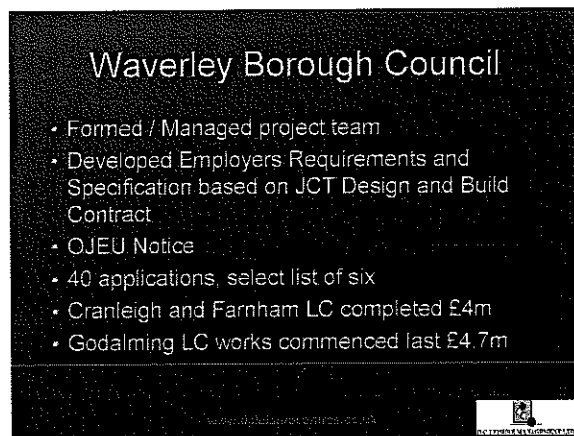 Waverley Borough Council
• Formed / Managed project team
• Developed Employers Requirements and
Specification based on JCT Design and Build
Contract
• OJEU Notice
• 40 applications, select list of six
• Cranleigh and Farnham LC completed £4m
• Godalming LC works commenced last £4.7m